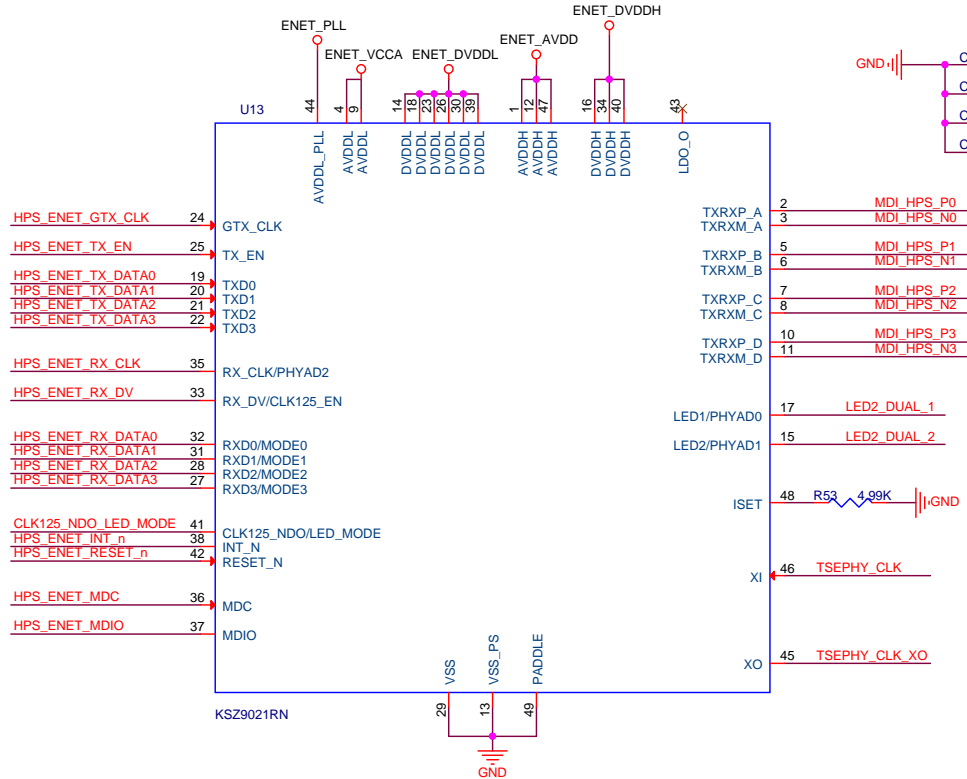 ENET_PLL
ENET_VCCA
ENET_DVDDL
ENET_AVDD
ENET_DVDDH
GND
U13
44
4
9
14
18
23
26
30
39
1
12
47
16
34
40
43
AVDDL_PLL
AVDDL
AVDDL
DVDDL
DVDDL
DVDDL
DVDDL
DVDDL
DVDDL
AVDDH
AVDDH
AVDDH
DVDDH
DVDDH
DVDDH
LDO_O
HPS_ENET_GTX_CLK 24 GTX_CLK
HPS_ENET_TX_EN 25 TX_EN
HPS_ENET_TX_DATA0 19 TXD0
HPS_ENET_TX_DATA1 20 TXD1
HPS_ENET_TX_DATA2 21 TXD2
HPS_ENET_TX_DATA3 22 TXD3
HPS_ENET_RX_CLK 35 RX_CLK/PHYAD2
HPS_ENET_RX_DV 33 RX_DV/CLK125_EN
HPS_ENET_RX_DATA0 32 RXD0/MODE0
HPS_ENET_RX_DATA1 31 RXD1/MODE1
HPS_ENET_RX_DATA2 28 RXD2/MODE2
HPS_ENET_RX_DATA3 27 RXD3/MODE3
CLK125_NDO_LED_MODE 41 CLK125_NDO/LED_MODE
HPS_ENET_INT_n 38 INT_N
HPS_ENET_RESET_n 42 RESET_N
HPS_ENET_MDC 36 MDC
HPS_ENET_MDIO 37 MDIO
TXRXP_A 2 MDI_HPS_P0
TXRXM_A 3 MDI_HPS_N0
TXRXP_B 5 MDI_HPS_P1
TXRXM_B 6 MDI_HPS_N1
TXRXP_C 7 MDI_HPS_P2
TXRXM_C 8 MDI_HPS_N2
TXRXP_D 10 MDI_HPS_P3
TXRXM_D 11 MDI_HPS_N3
LED1/PHYAD0 17 LED2_DUAL_1
LED2/PHYAD1 15 LED2_DUAL_2
ISET 48 R53 4.99K GND
XI 46 TSEPHY_CLK
XO 45 TSEPHY_CLK_XO
VSS
VSS_PS
PADDLE
29
13
49
KSZ9021RN
GND